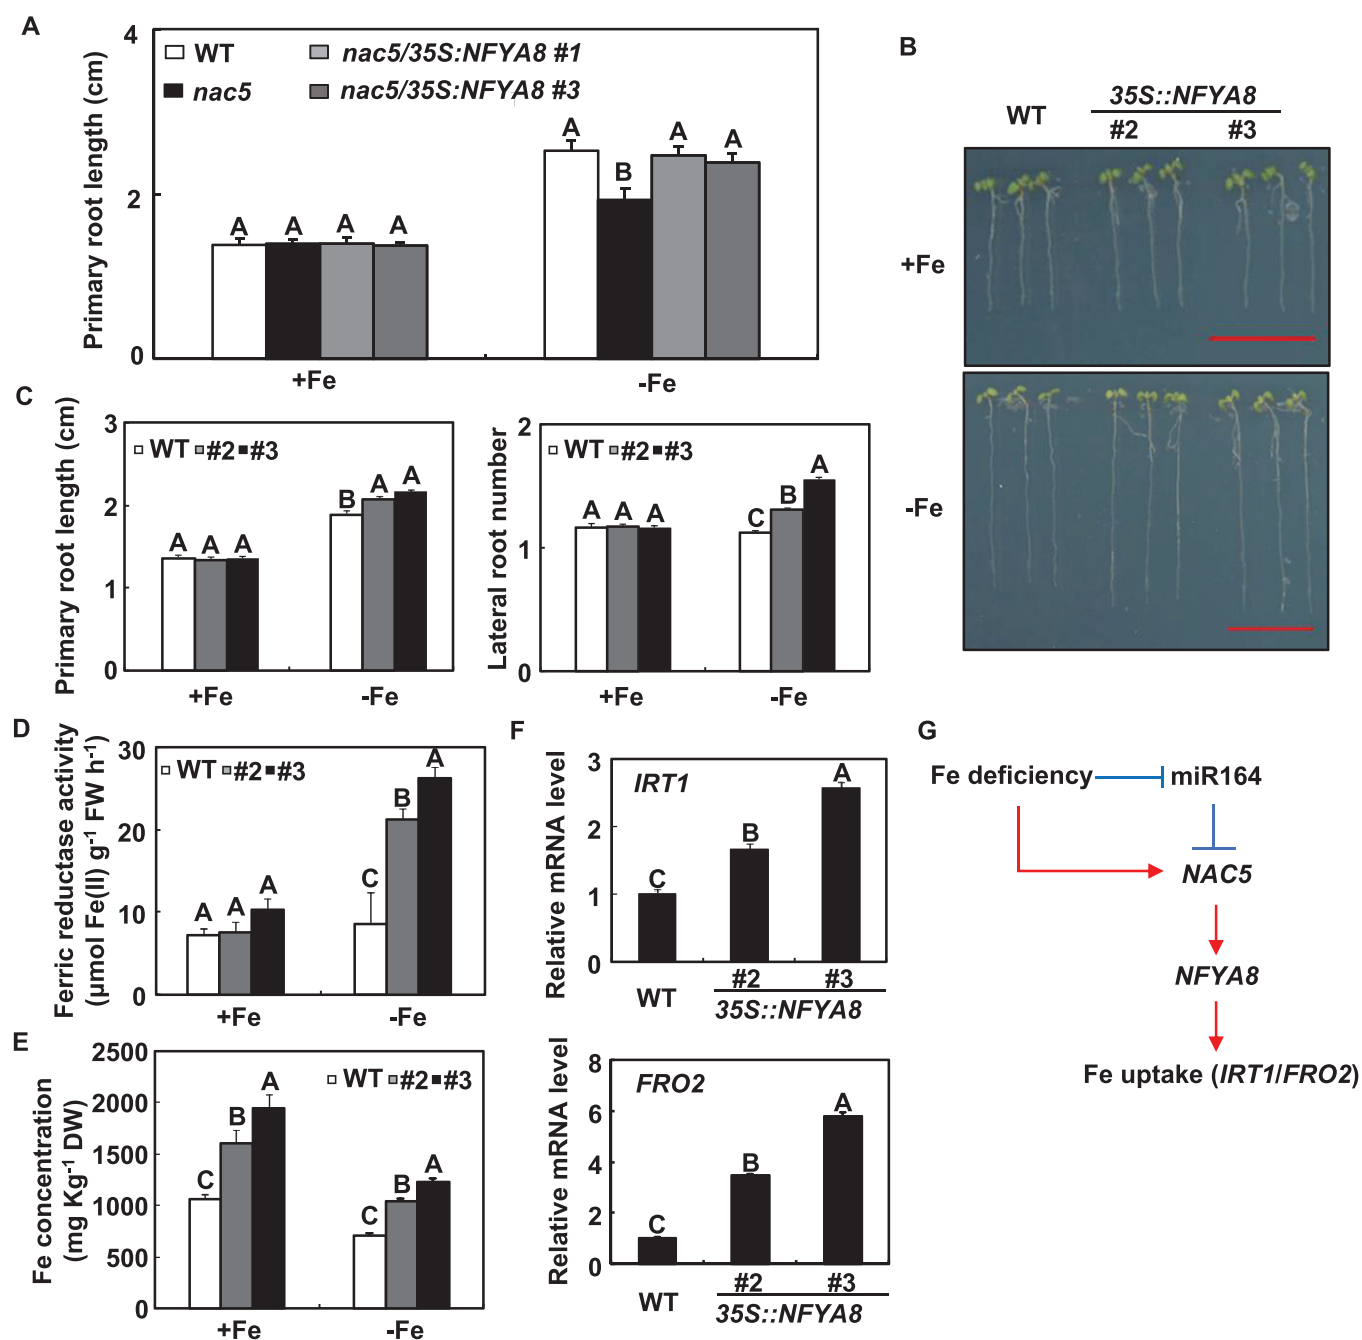 A
Primary root length (cm)
4
2
0
WT
nac5/35S:NFYA8 #1
nac5
nac5/35S:NFYA8 #3
A A A A
A B A A
+Fe
-Fe
B
WT
35S::NFYA8
#2 #3
+Fe
-Fe
C
Primary root length (cm)
3
2
1
0
WT #2 #3
A A A
B A A
+Fe -Fe
Lateral root number
2
1
0
WT #2 #3
A A A
C B A
+Fe -Fe
D
Ferric reductase activity
(µmol Fe(II) g-1 FW h-1)
30
20
10
0
WT #2 #3
A A A
C B A
+Fe -Fe
E
Fe concentration
(mg Kg-1 DW)
2500
2000
1500
1000
500
0
WT #2 #3
C B A
C B A
+Fe -Fe
F
Relative mRNA level
3
2
1
0
IRT1
C B A
WT #2 #3
35S::NFYA8
Relative mRNA level
8
6
4
2
0
FRO2
C B A
WT #2 #3
35S::NFYA8
G
Fe deficiency miR164
NAC5
NFYA8
Fe uptake (IRT1/FRO2)